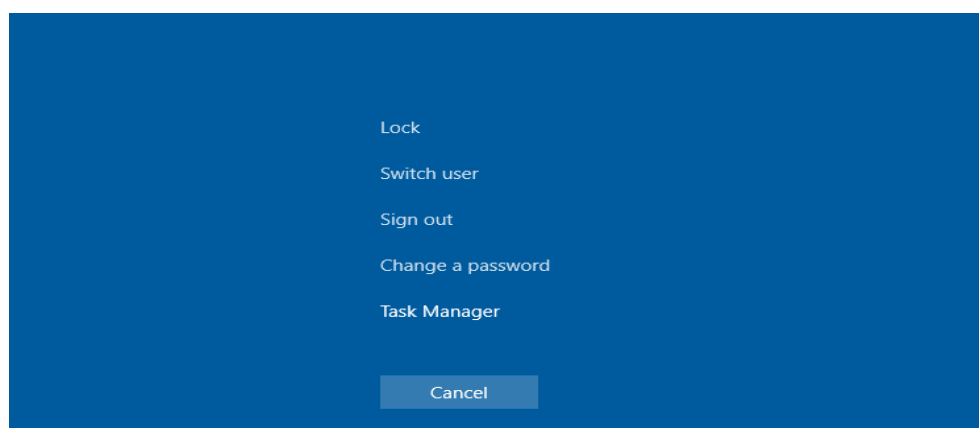 Lock
Switch user
Sign out
Change a password
Task Manager
Cancel